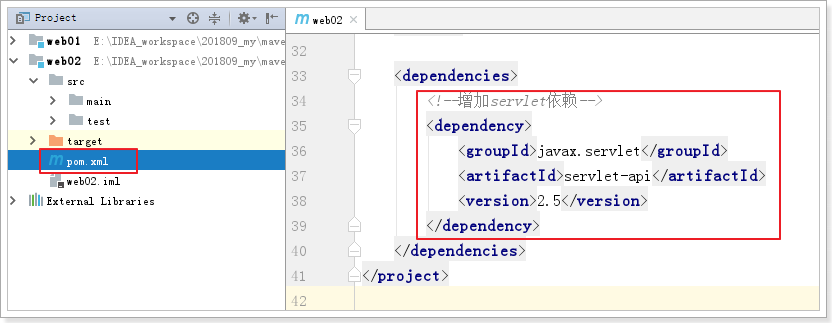 Project
web01 E:\IDEA_workspace\201809_my\mave
web02 E:\IDEA_workspace\201809_my\mave
src
main
test
target
pom.xml
web02.iml
External Libraries
web02
32
33 <dependencies>
34 <!--增加servlet依赖-->
35 <dependency>
36 <groupId>javax.servlet</groupId>
37 <artifactId>servlet-api</artifactId>
38 <version>2.5</version>
39 </dependency>
40 </dependencies>
41 </project>
42